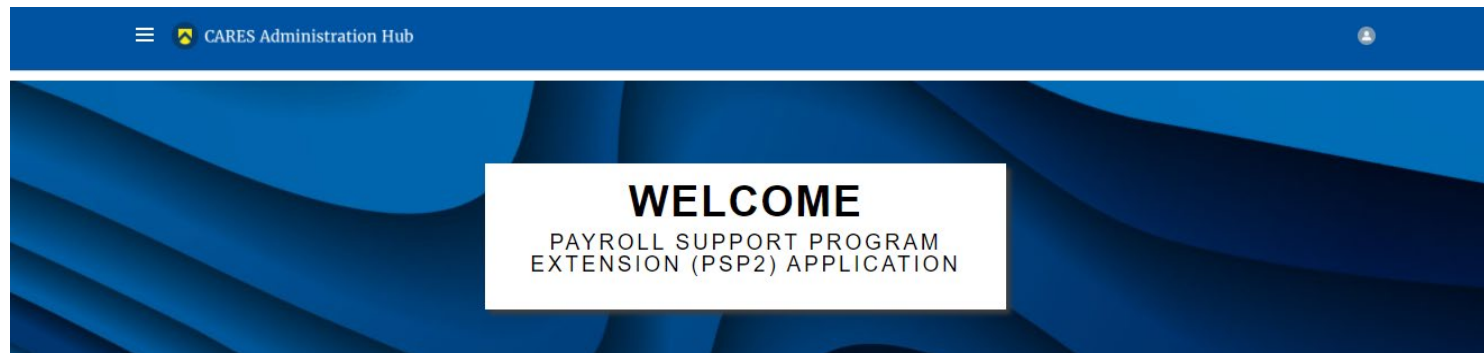 CARES Administration Hub
WELCOME
PAYROLL SUPPORT PROGRAM
EXTENSION (PSP2) APPLICATION